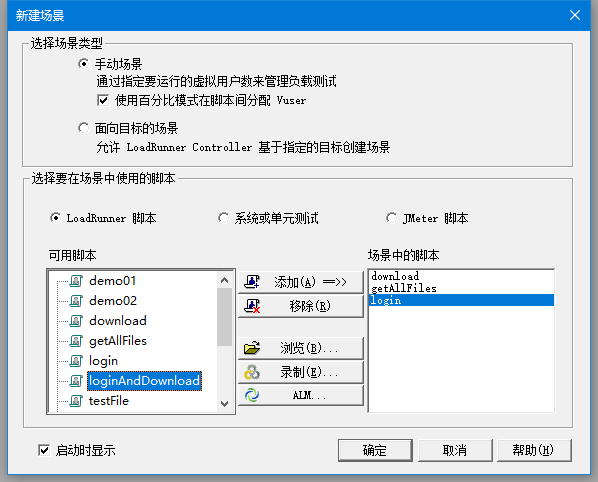 新建场景
选择场景类型
手动场景
通过指定要运行的虚拟用户数来管理负载测试
使用百分比模式在脚本间分配 Vuser
面向目标的场景
允许 LoadRunner Controller 基于指定的目标创建场景
选择要在场景中使用的脚本
LoadRunner 脚本
系统或单元测试
JMeter 脚本
可用脚本
demo01
demo02
download
getAllFiles
login
loginAndDownload
testFile
添加(A) ==>>
移除(R)
浏览(B)...
录制(E)...
ALM...
场景中的脚本
download
getAllFiles
login
启动时显示
确定
取消
帮助(H)